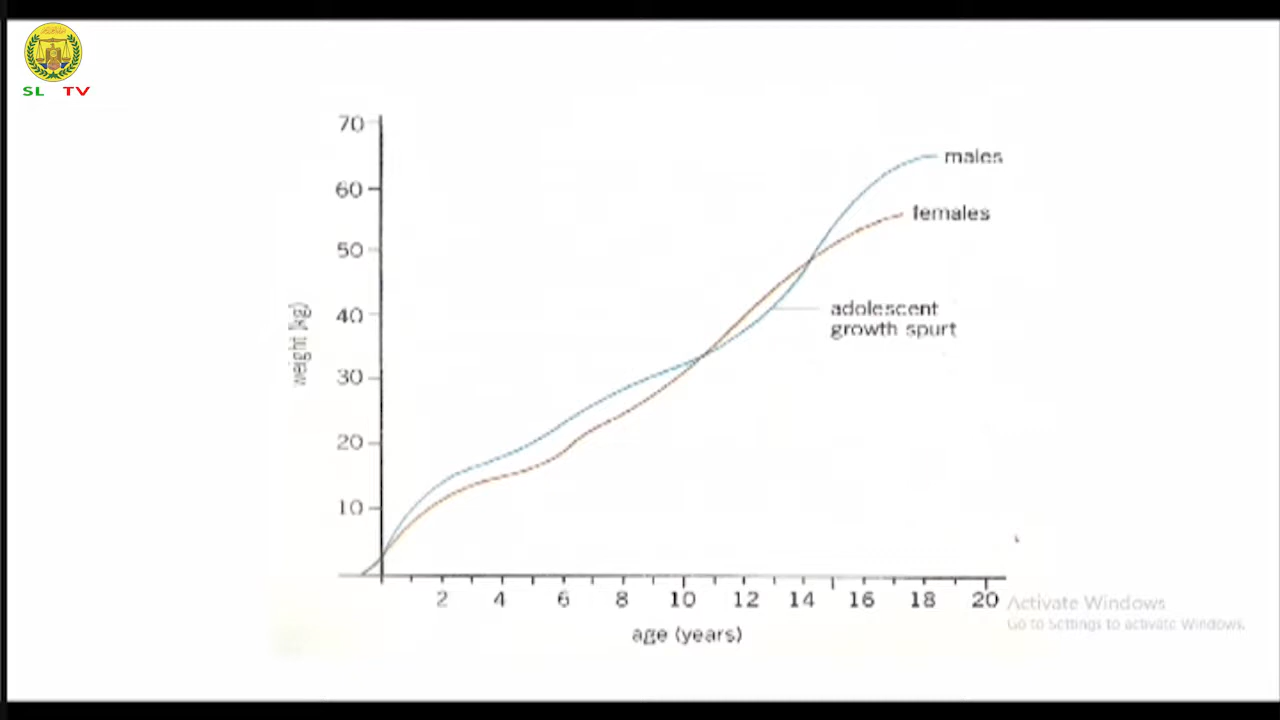 SL TV
70
60
50
40
30
20
10
weight (kg)
males
females
adolescent
growth spurt
2 4 6 8 10 12 14 16 18 20
age (years)
Activate Windows
Go to Settings to activate Windows.